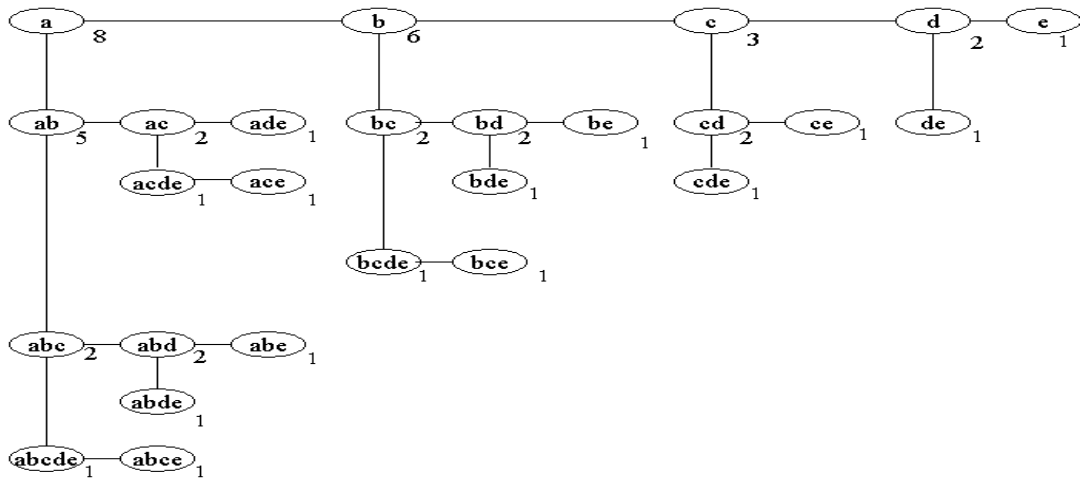 a 8 b 6 c 3 d 2 e 1
ab 5 ac 2 ade 1 bc 2 bd 2 be 1 cd 2 ce 1 de 1
acde 1 ace 1 bde 1 cde 1
bcde 1 bce 1
abc 2 abd 2 abe 1
abde 1
abcde 1 abce 1